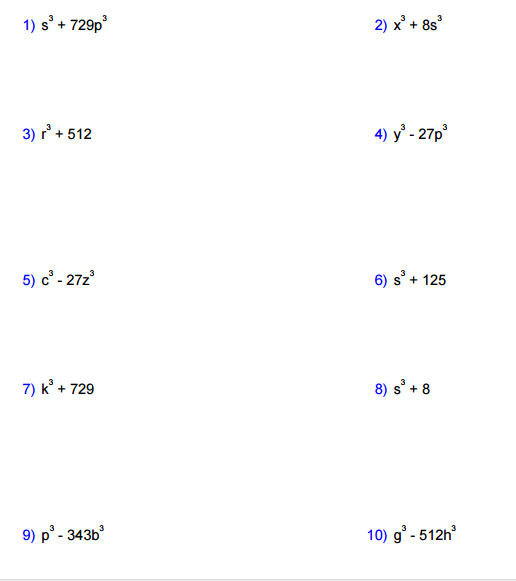 1) s³ + 729p³
2) x³ + 8s³
3) r³ + 512
4) y³ - 27p³
5) c³ - 27z³
6) s³ + 125
7) k³ + 729
8) s³ + 8
9) p³ - 343b³
10) g³ - 512h³